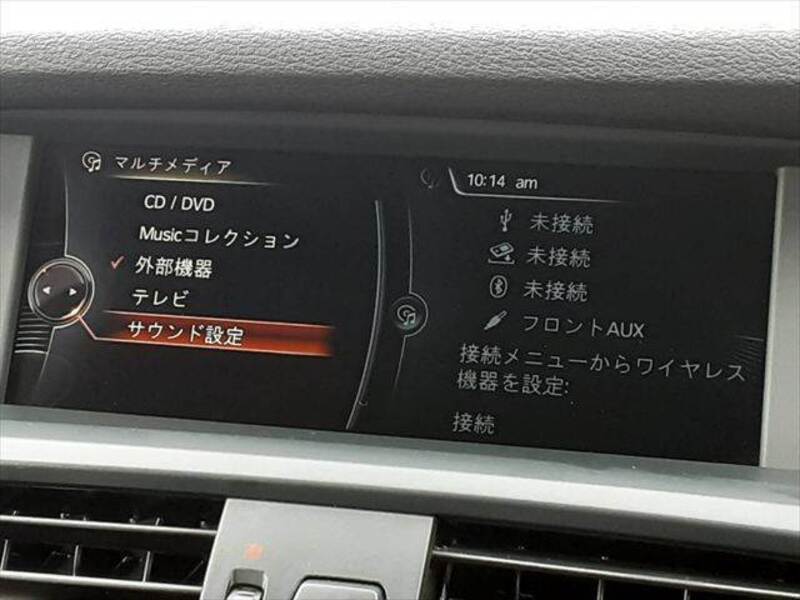 マルチメディア
CD / DVD
Musicコレクション
外部機器
テレビ
サウンド設定
10:14 am
未接続
未接続
未接続
フロントAUX
接続メニューからワイヤレス
機器を設定:
接続